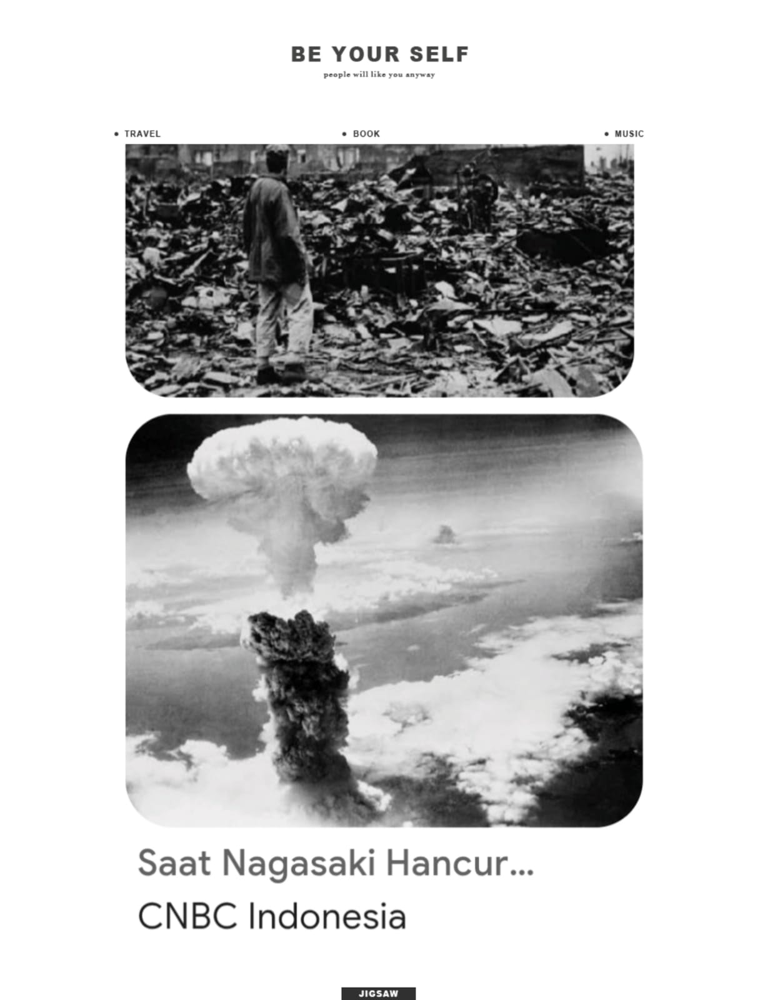 BE YOUR SELF
people will like you anyway
• TRAVEL
• BOOK
• MUSIC
Saat Nagasaki Hancur...
CNBC Indonesia
JIGSAW